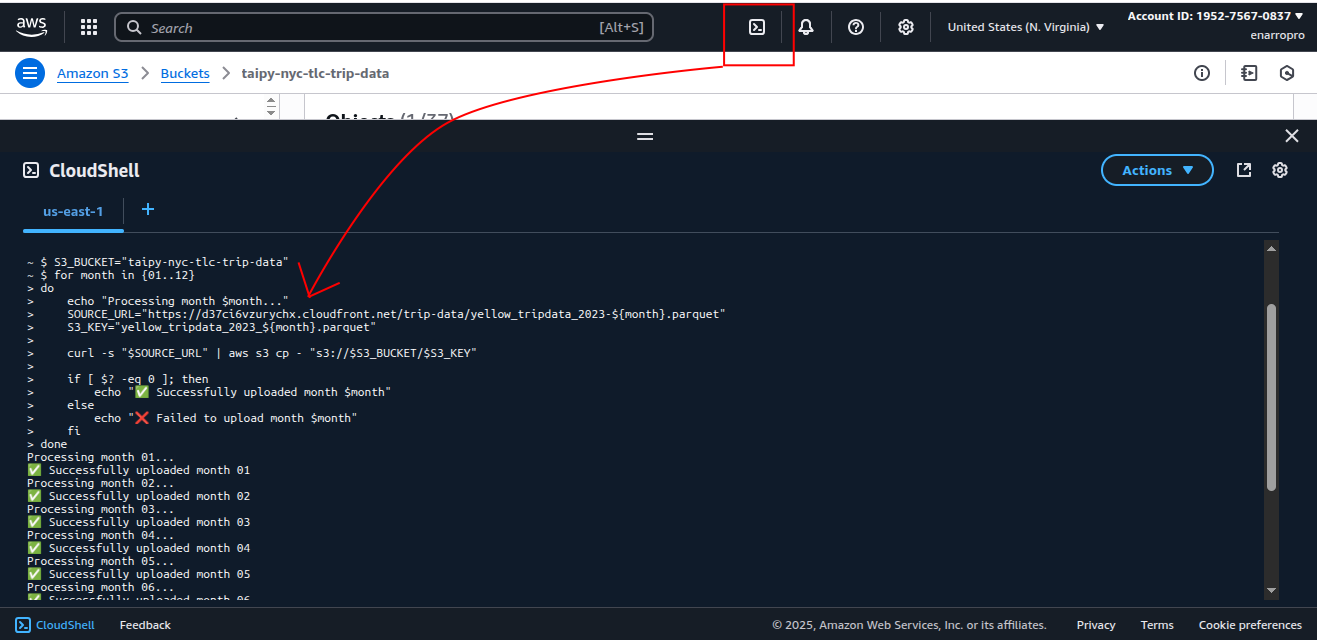 aws
Search [Alt+S]
United States (N. Virginia)
Account ID: 1952-7567-0837
enarropro
Amazon S3 > Buckets > taipy-nyc-tlc-trip-data
Objects (1/37)
CloudShell
Actions
us-east-1 +
~ $ S3_BUCKET="taipy-nyc-tlc-trip-data"
~ $ for month in {01..12}
> do
>     echo "Processing month $month..."
>     SOURCE_URL="https://d37ci6vzurychx.cloudfront.net/trip-data/yellow_tripdata_2023-${month}.parquet"
>     S3_KEY="yellow_tripdata_2023_${month}.parquet"
>
>     curl -s "$SOURCE_URL" | aws s3 cp - "s3://$S3_BUCKET/$S3_KEY"
>
>     if [ $? -eq 0 ]; then
>         echo "✅ Successfully uploaded month $month"
>     else
>         echo "❌ Failed to upload month $month"
>     fi
> done
Processing month 01...
✅ Successfully uploaded month 01
Processing month 02...
✅ Successfully uploaded month 02
Processing month 03...
✅ Successfully uploaded month 03
Processing month 04...
✅ Successfully uploaded month 04
Processing month 05...
✅ Successfully uploaded month 05
Processing month 06...
✅ Successfully uploaded month 06
CloudShell Feedback
© 2025, Amazon Web Services, Inc. or its affiliates. Privacy Terms Cookie preferences